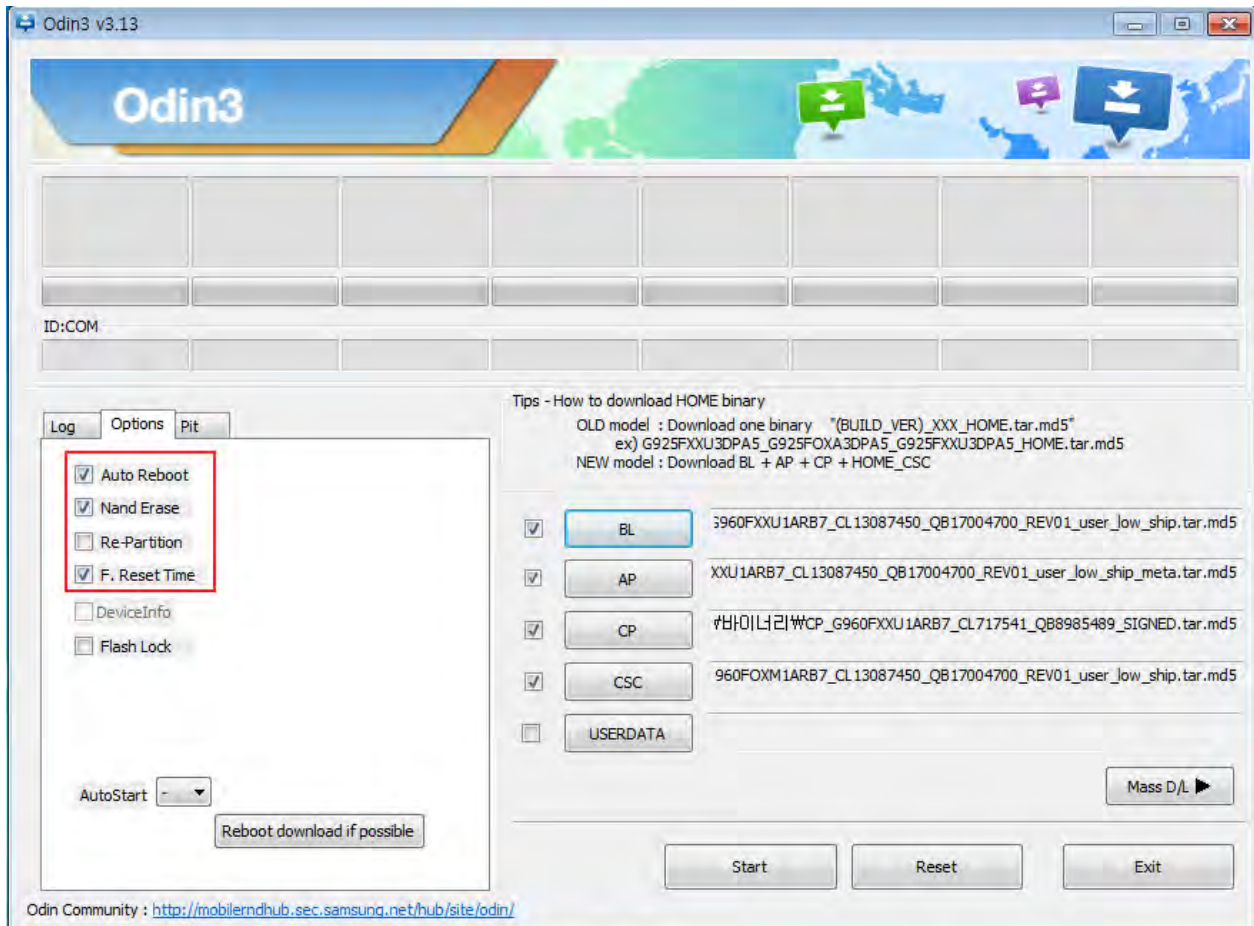 Odin3 v3.13
Odin3
ID:COM
Log Options Pit
Auto Reboot
Nand Erase
Re-Partition
F. Reset Time
DeviceInfo
Flash Lock
AutoStart -
Reboot download if possible
Tips - How to download HOME binary
OLD model : Download one binary "(BUILD_VER)_XXX_HOME.tar.md5"
ex) G925FXXU3DPA5_G925FOXA3DPA5_G925FXXU3DPA5_HOME.tar.md5
NEW model : Download BL + AP + CP + HOME_CSC
BL G960FXXU1ARB7_CL13087450_QB17004700_REV01_user_low_ship.tar.md5
AP XXU1ARB7_CL13087450_QB17004700_REV01_user_low_ship_meta.tar.md5
CP 바이너리₩CP_G960FXXU1ARB7_CL717541_QB8985489_SIGNED.tar.md5
CSC 960FOXM1ARB7_CL13087450_QB17004700_REV01_user_low_ship.tar.md5
USERDATA
Mass D/L
Start Reset Exit
Odin Community : http://mobilerndhub.sec.samsung.net/hub/site/odin/